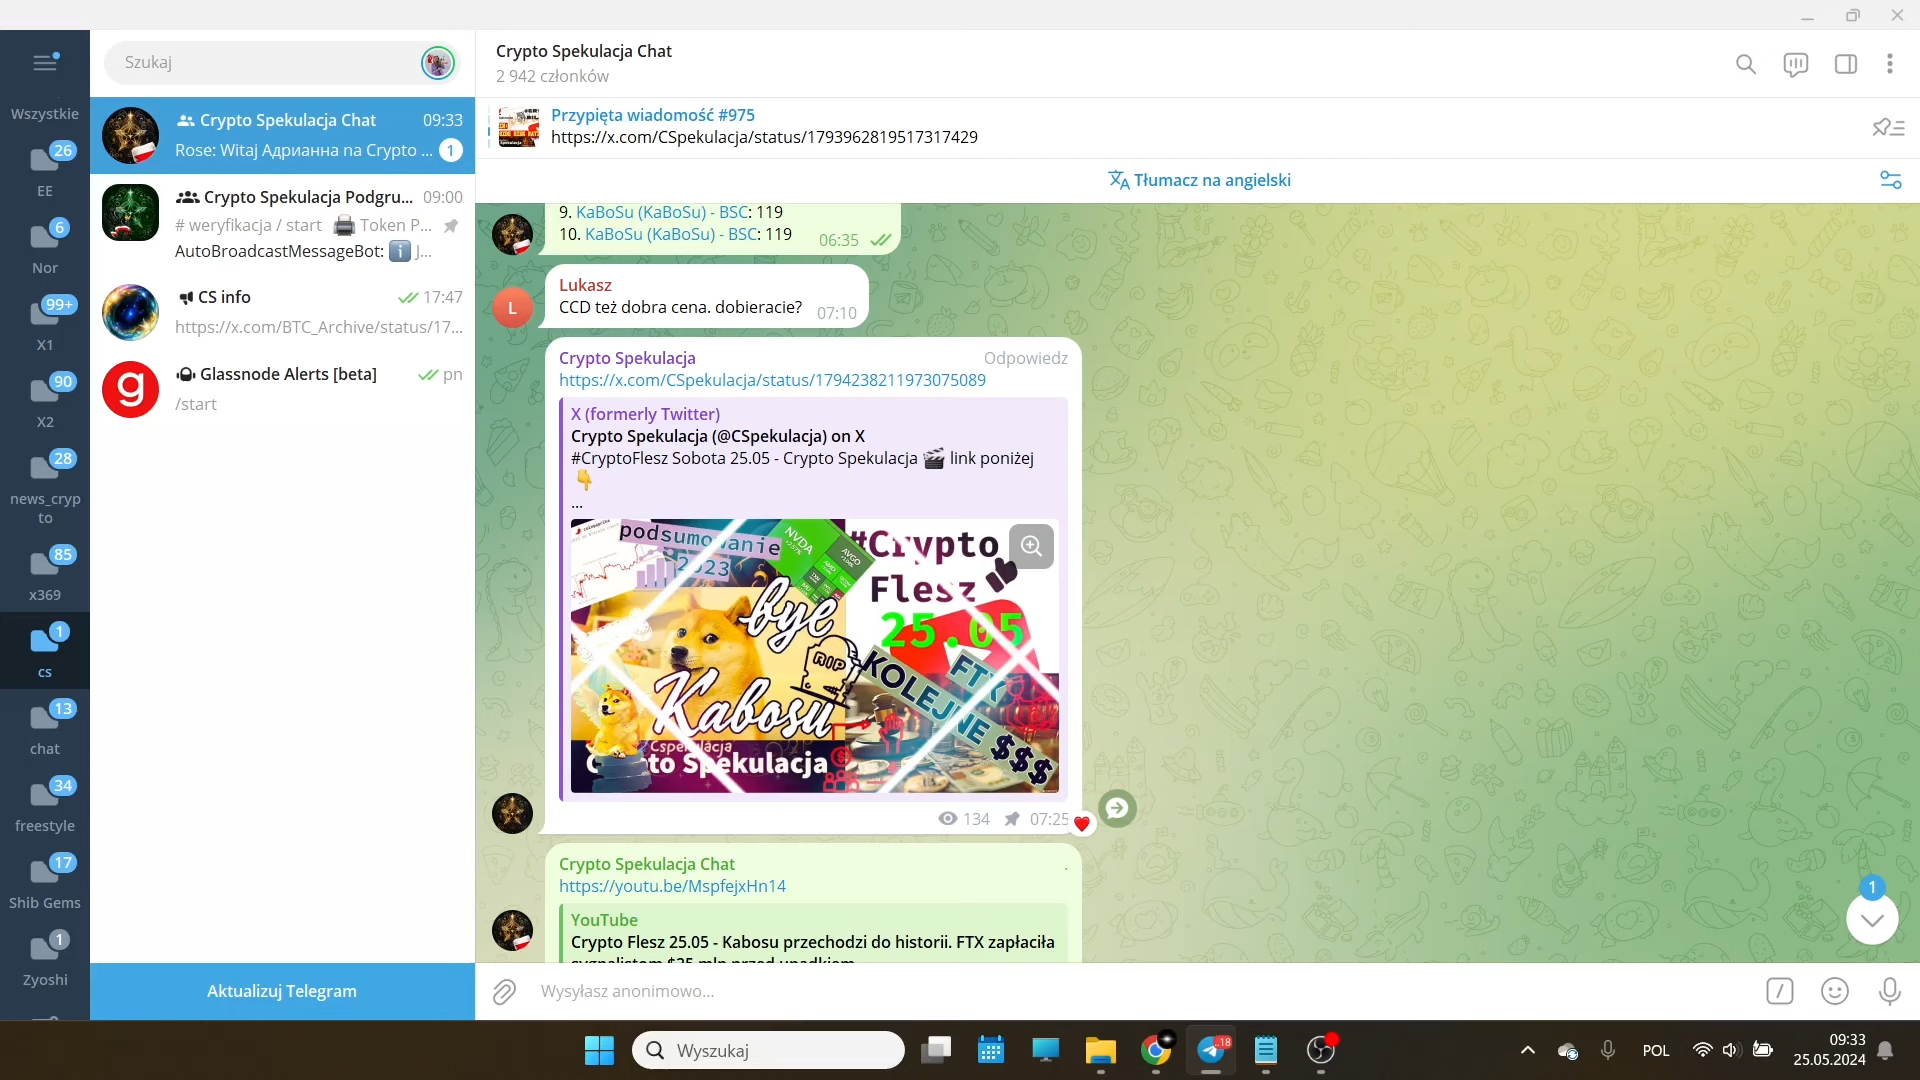 Szukaj
Wszystkie
26
EE
6
Nor
99+
X1
90
X2
28
news_cryp
to
85
x369
1
cs
13
chat
34
freestyle
17
Shib Gems
1
Zyoshi
Crypto Spekulacja Chat 09:33
Rose: Witaj Адрианна na Crypto ... 1
Crypto Spekulacja Podgru... 09:00
# weryfikacja / start Token P...
AutoBroadcastMessageBot: J...
CS info 17:47
https://x.com/BTC_Archive/status/17...
g
Glassnode Alerts [beta] pn
/start
Aktualizuj Telegram
Crypto Spekulacja Chat
2 942 członków
Przypięta wiadomość #975
https://x.com/CSpekulacja/status/1793962819517317429
Tłumacz na angielski
9. KaBoSu (KaBoSu) - BSC: 119
10. KaBoSu (KaBoSu) - BSC: 119 06:35
L
Lukasz
CCD też dobra cena. dobieracie? 07:10
Crypto Spekulacja Odpowiedz
https://x.com/CSpekulacja/status/1794238211973075089
X (formerly Twitter)
Crypto Spekulacja (@CSpekulacja) on X
#CryptoFlesz Sobota 25.05 - Crypto Spekulacja link poniżej
...
podsumowanie
2023
NVDA
AVGO
AMD
#Crypto
Flesz
25.05
bye
RIP
Kabosu
FTX
KOLEJNE $$$
Cspekulacja
to Spekulacja
134 07:25
Crypto Spekulacja Chat
https://youtu.be/MspfejxHn14
YouTube
Crypto Flesz 25.05 - Kabosu przechodzi do historii. FTX zapłaciła
sygnalistom $25 mln przed upadkiem
1
Wysyłasz anonimowo...
Wyszukaj
..18
POL
09:33
25.05.2024